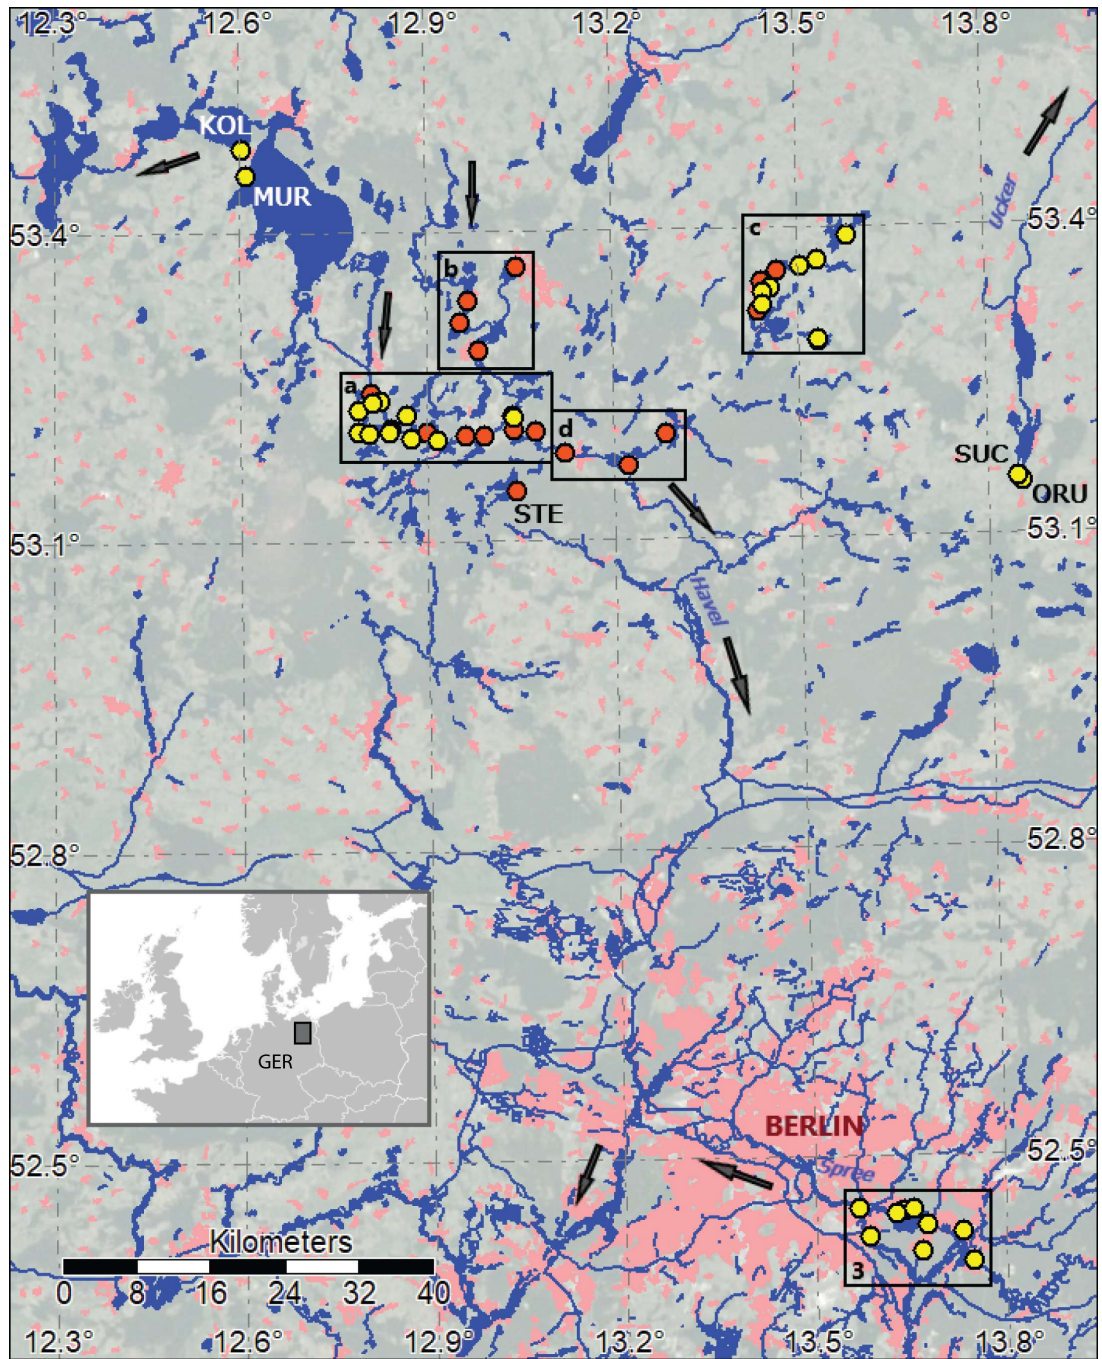 12.3° 12.6° 12.9° 13.2° 13.5° 13.8°
KOL
MUR
Ucker
53.4° 53.4°
c
b
a
d
SUC
ORU
STE
53.1° 53.1°
Havel
52.8° 52.8°
GER
BERLIN
52.5° 52.5°
Spree
3
Kilometers
0 8 16 24 32 40
12.3° 12.6° 12.9° 13.2° 13.5° 13.8°